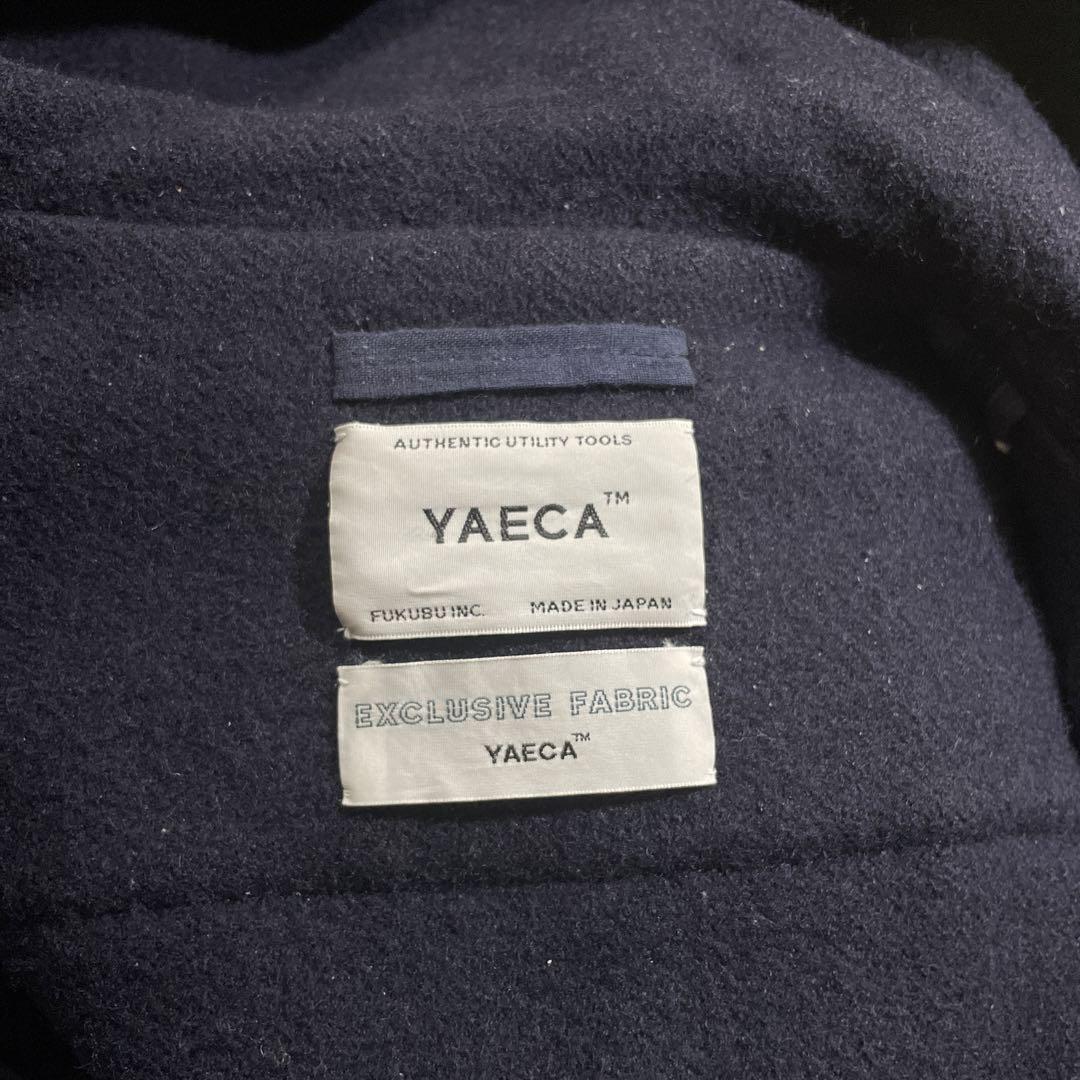 AUTHENTIC UTILITY TOOLS
YAECA™
FUKUBU INC. MADE IN JAPAN
EXCLUSIVE FABRIC
YAECA™